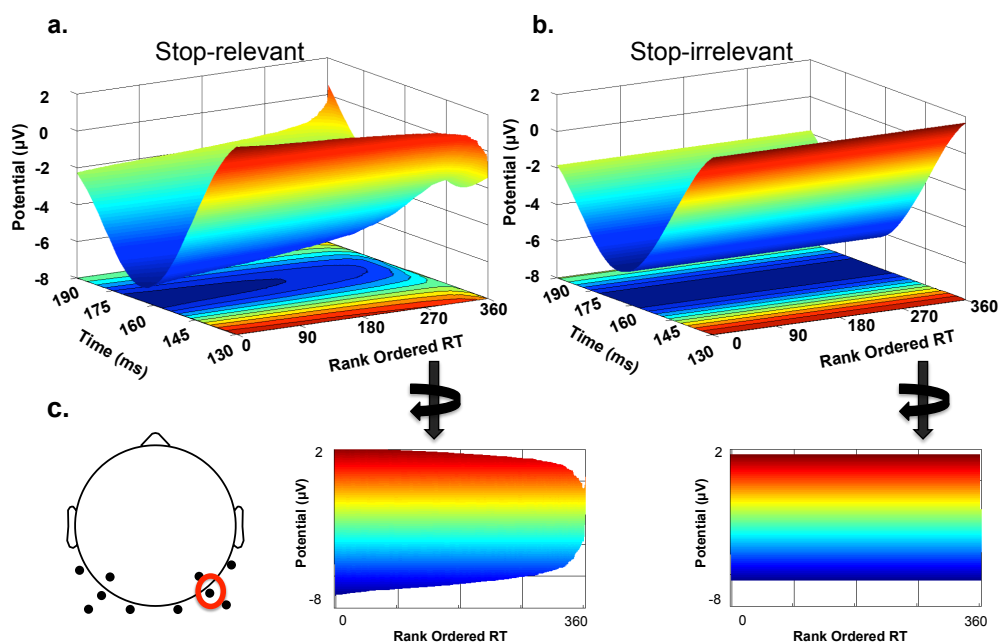 a.
Stop-relevant
2
0
-2
-4
-6
-8
Potential (µV)
190
175
160
145
130
Time (ms)
0
90
180
270
360
Rank Ordered RT
b.
Stop-irrelevant
2
0
-2
-4
-6
-8
Potential (µV)
190
175
160
145
130
Time (ms)
0
90
180
270
360
Rank Ordered RT
c.
2
-8
Potential (µV)
0
360
Rank Ordered RT
2
-8
Potential (µV)
0
360
Rank Ordered RT